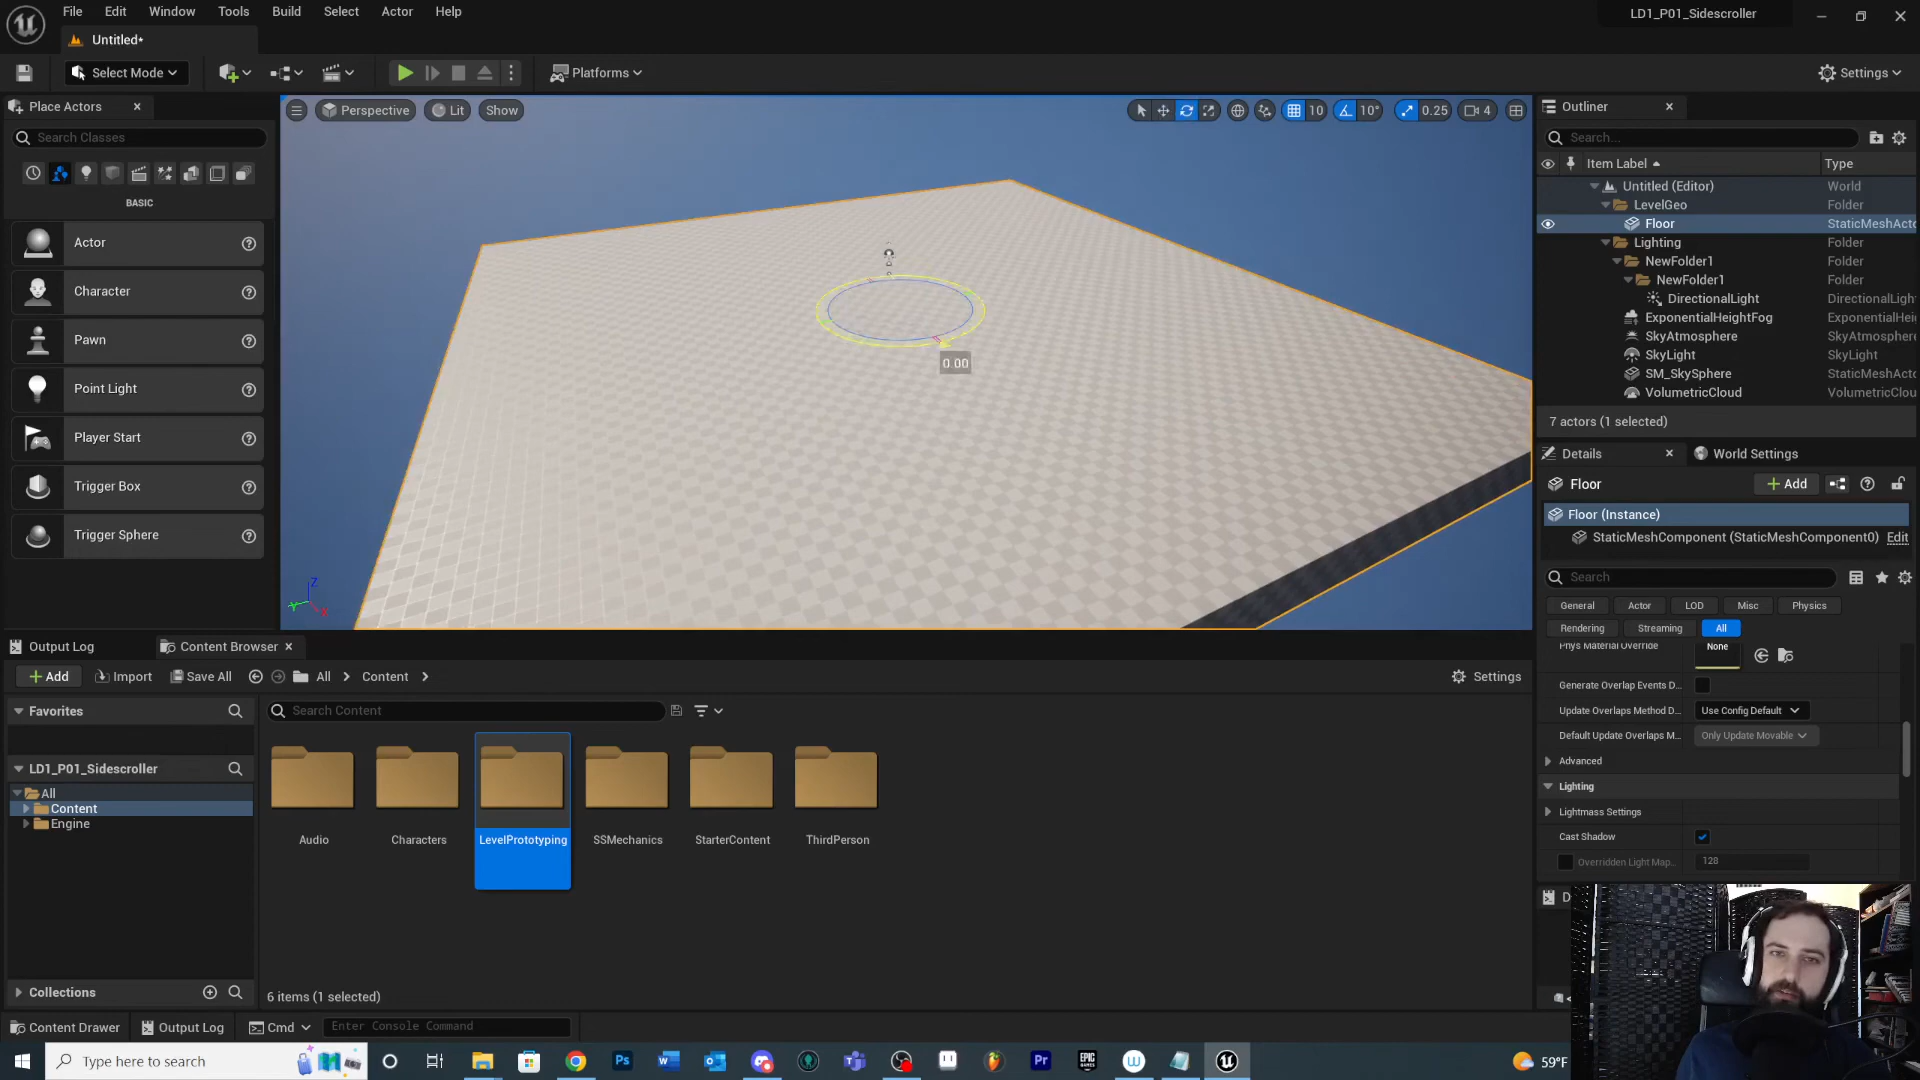 File Edit Window Tools Build Select Actor Help
LD1_P01_Sidescroller
Untitled*
Select Mode
Platforms
Settings
Place Actors
Search Classes
BASIC
Actor
Character
Pawn
Point Light
Player Start
Trigger Box
Trigger Sphere
Perspective Lit Show
10 10° 0.25 4
0.00
Z
Y
X
Outliner
Search...
Item Label Type
Untitled (Editor) World
LevelGeo Folder
Floor StaticMeshActo
Lighting Folder
NewFolder1 Folder
NewFolder1 Folder
DirectionalLight DirectionalLight
ExponentialHeightFog ExponentialHei
SkyAtmosphere SkyAtmosphere
SkyLight SkyLight
SM_SkySphere StaticMeshActo
VolumetricCloud VolumetricClou
7 actors (1 selected)
Details World Settings
Floor Add
Floor (Instance)
StaticMeshComponent (StaticMeshComponent0) Edit
Search
General Actor LOD Misc Physics
Rendering Streaming All
Phys Material Override None
Generate Overlap Events D...
Update Overlaps Method D... Use Config Default
Default Update Overlaps M... Only Update Movable
Advanced
Lighting
Lightmass Settings
Cast Shadow
Overridden Light Map... 128
D
Output Log Content Browser
Add Import Save All All Content Settings
Favorites
Search Content
LD1_P01_Sidescroller
All
Content
Engine
Audio Characters LevelPrototyping SSMechanics StarterContent ThirdPerson
Collections
6 items (1 selected)
Content Drawer Output Log Cmd Enter Console Command
Type here to search
Ps W T Pr EPIC GAMES
59°F